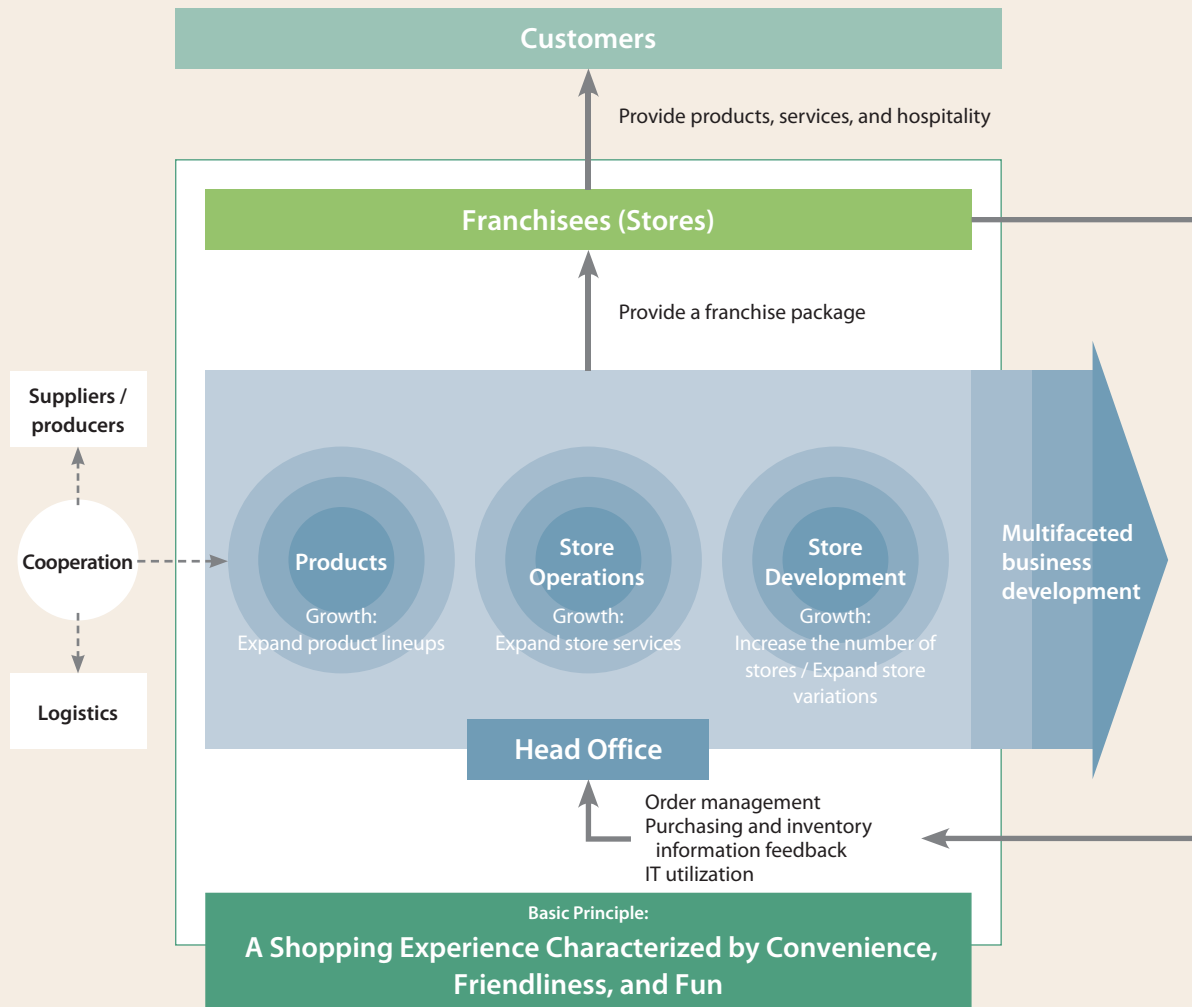 Customers
Provide products, services, and hospitality
Franchisees (Stores)
Provide a franchise package
Suppliers /
producers
Cooperation
Logistics
Products
Growth:
Expand product lineups
Store
Operations
Growth:
Expand store services
Store
Development
Growth:
Increase the number of
stores / Expand store
variations
Multifaceted
business
development
Head Office
Order management
Purchasing and inventory
information feedback
IT utilization
Basic Principle:
A Shopping Experience Characterized by Convenience,
Friendliness, and Fun